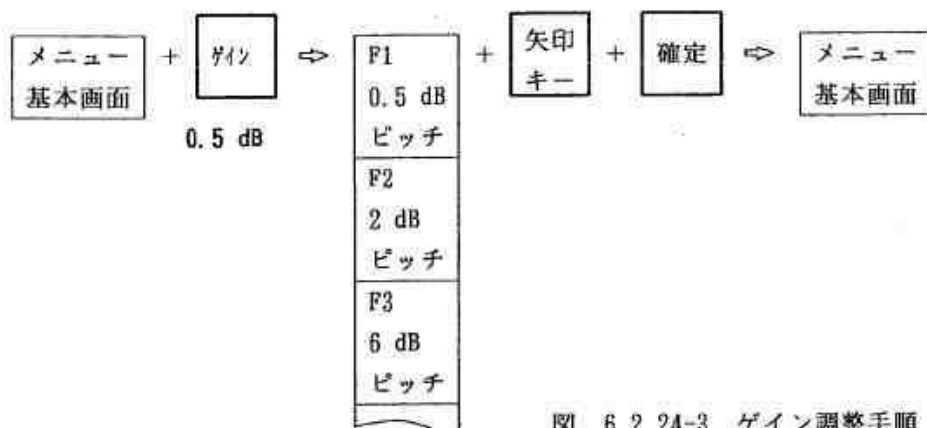 メニュー
基本画面
+
ゲイン
0.5 dB
⇨
F1
0.5 dB
ピッチ
F2
2 dB
ピッチ
F3
6 dB
ピッチ
+
矢印
キー
+
確定
⇨
メニュー
基本画面
図 6.2.24-3 ゲイン調整手順